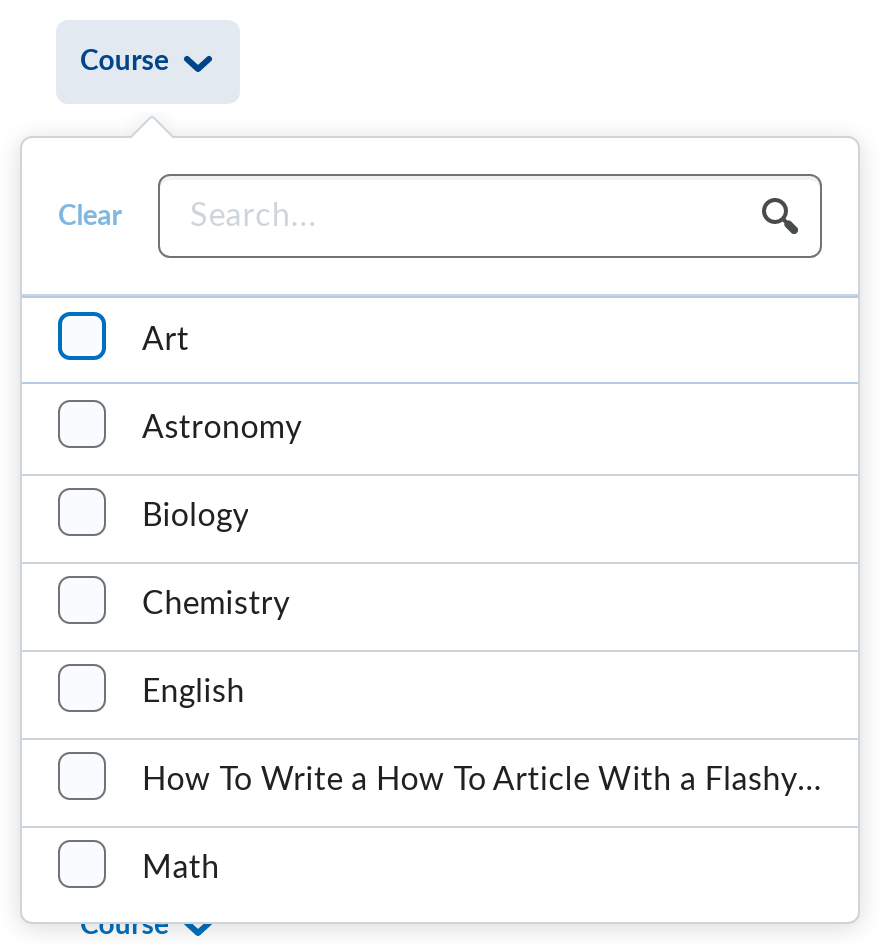 Course
Clear
Search...
Art
Astronomy
Biology
Chemistry
English
How To Write a How To Article With a Flashy...
Math
Course